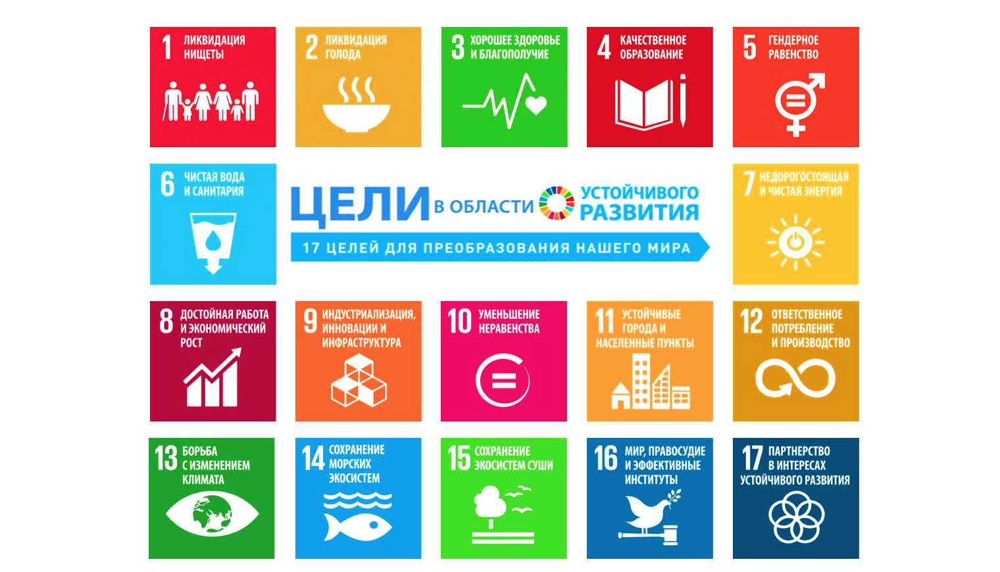 1 ЛИКВИДАЦИЯ
НИЩЕТЫ
2 ЛИКВИДАЦИЯ
ГОЛОДА
3 ХОРОШЕЕ ЗДОРОВЬЕ
И БЛАГОПОЛУЧИЕ
4 КАЧЕСТВЕННОЕ
ОБРАЗОВАНИЕ
5 ГЕНДЕРНОЕ
РАВЕНСТВО
6 ЧИСТАЯ ВОДА
И САНИТАРИЯ
ЦЕЛИ В ОБЛАСТИ
УСТОЙЧИВОГО
РАЗВИТИЯ
17 ЦЕЛЕЙ ДЛЯ ПРЕОБРАЗОВАНИЯ НАШЕГО МИРА
7 НЕДОРОГОСТОЯЩАЯ
И ЧИСТАЯ ЭНЕРГИЯ
8 ДОСТОЙНАЯ РАБОТА
И ЭКОНОМИЧЕСКИЙ
РОСТ
9 ИНДУСТРИАЛИЗАЦИЯ,
ИННОВАЦИИ И
ИНФРАСТРУКТУРА
10 УМЕНЬШЕНИЕ
НЕРАВЕНСТВА
11 УСТОЙЧИВЫЕ
ГОРОДА И
НАСЕЛЕННЫЕ ПУНКТЫ
12 ОТВЕТСТВЕННОЕ
ПОТРЕБЛЕНИЕ
И ПРОИЗВОДСТВО
13 БОРЬБА
С ИЗМЕНЕНИЕМ
КЛИМАТА
14 СОХРАНЕНИЕ
МОРСКИХ
ЭКОСИСТЕМ
15 СОХРАНЕНИЕ
ЭКОСИСТЕМ СУШИ
16 МИР, ПРАВОСУДИЕ
И ЭФФЕКТИВНЫЕ
ИНСТИТУТЫ
17 ПАРТНЕРСТВО
В ИНТЕРЕСАХ
УСТОЙЧИВОГО РАЗВИТИЯ